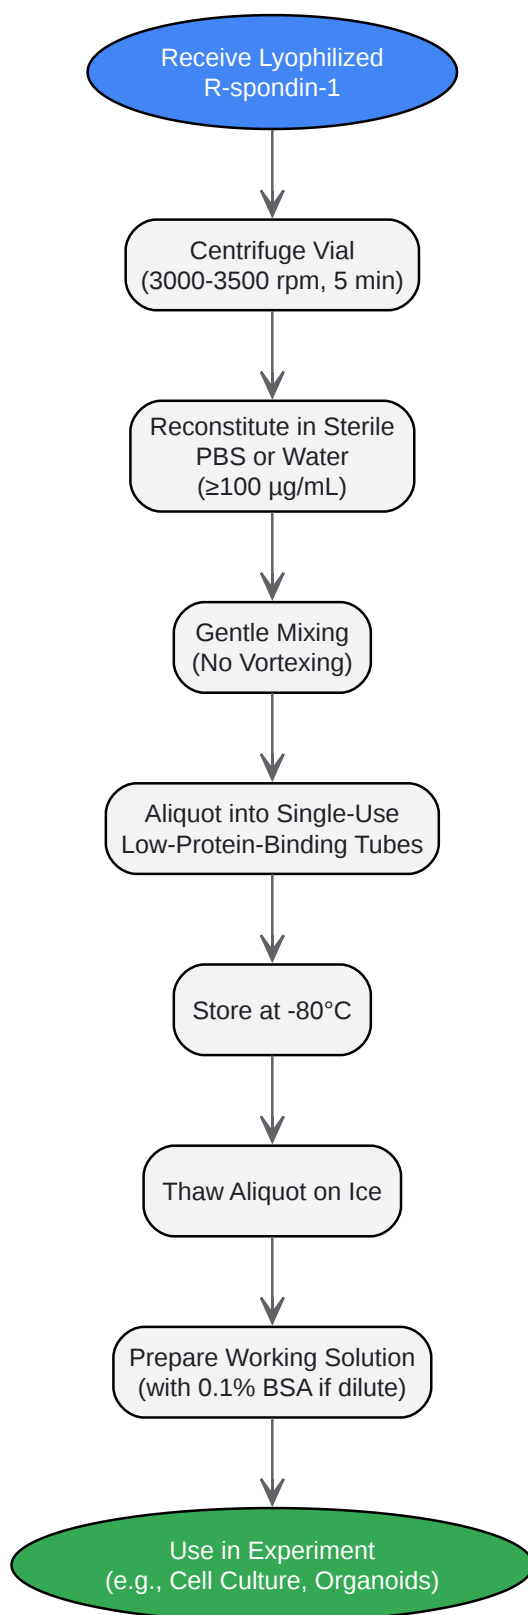 Receive Lyophilized
R-spondin-1
Centrifuge Vial
(3000-3500 rpm, 5 min)
Reconstitute in Sterile
PBS or Water
(≥100 µg/mL)
Gentle Mixing
(No Vortexing)
Aliquot into Single-Use
Low-Protein-Binding Tubes
Store at -80°C
Thaw Aliquot on Ice
Prepare Working Solution
(with 0.1% BSA if dilute)
Use in Experiment
(e.g., Cell Culture, Organoids)